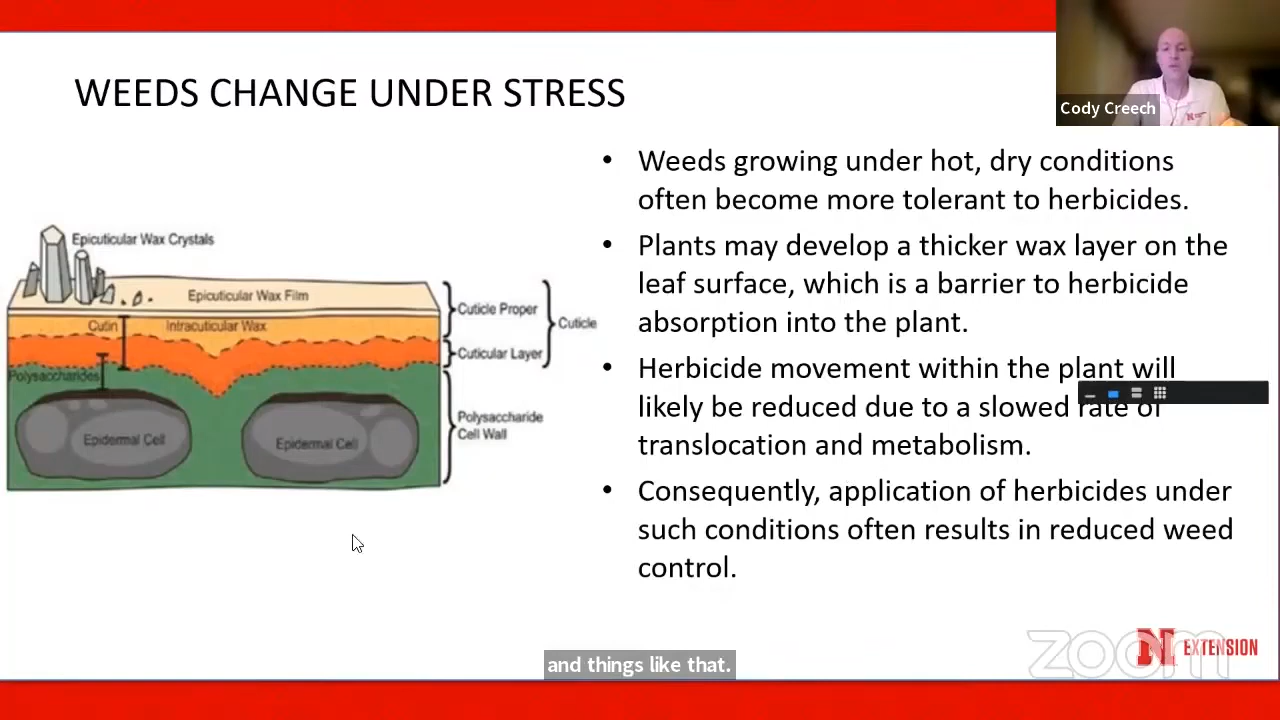 WEEDS CHANGE UNDER STRESS
Cody Creech
• Weeds growing under hot, dry conditions
often become more tolerant to herbicides.
• Plants may develop a thicker wax layer on the
leaf surface, which is a barrier to herbicide
absorption into the plant.
• Herbicide movement within the plant will
likely be reduced due to a slowed rate of
translocation and metabolism.
• Consequently, application of herbicides under
such conditions often results in reduced weed
control.
Epicuticular Wax Crystals
Epicuticular Wax Film
Cutin
Intracuticular Wax
Polysaccharides
Epidermal Cell
Epidermal Cell
Cuticle Proper
Cuticle
Cuticular Layer
Polysaccharide
Cell Wall
and things like that.
zoom
N EXTENSION